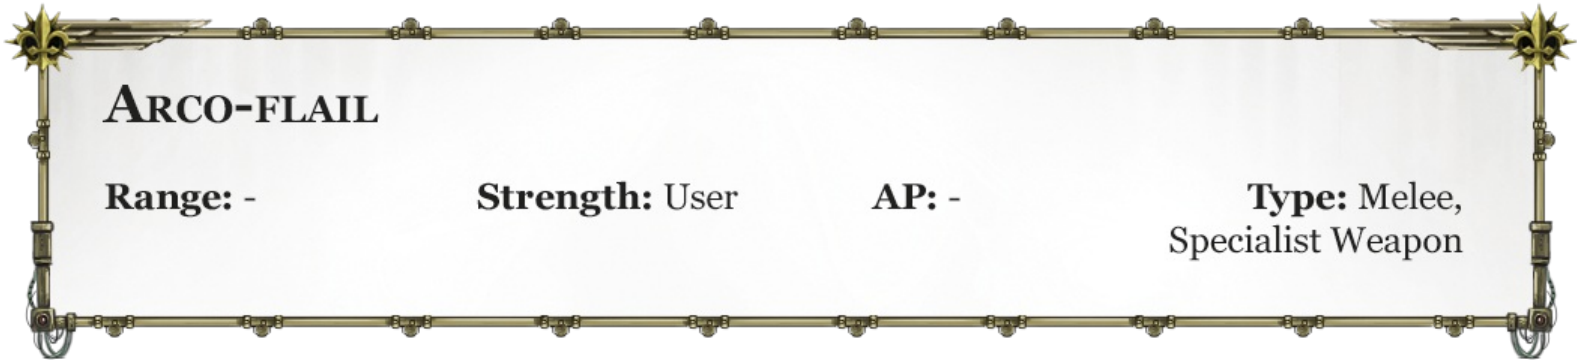 Arco-flail
Range: - Strength: User AP: - Type: Melee,
Specialist Weapon